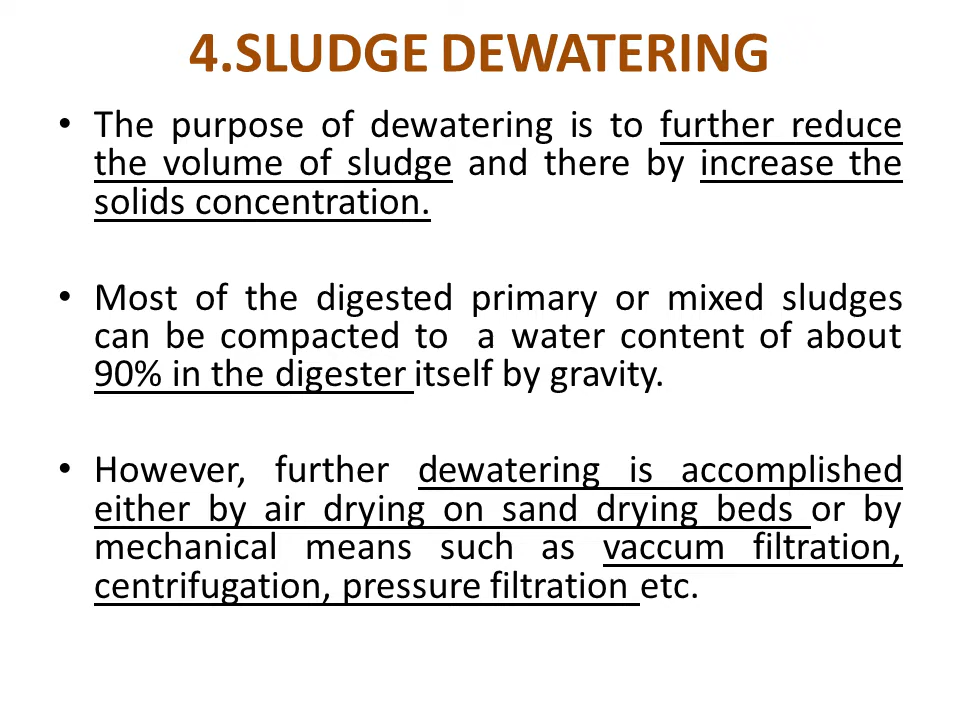 4.SLUDGE DEWATERING
• The purpose of dewatering is to further reduce
the volume of sludge and there by increase the
solids concentration.
• Most of the digested primary or mixed sludges
can be compacted to  a water content of about
90% in the digester itself by gravity.
• However, further dewatering is accomplished
either by air drying on sand drying beds or by
mechanical means such as vaccum filtration,
centrifugation, pressure filtration etc.